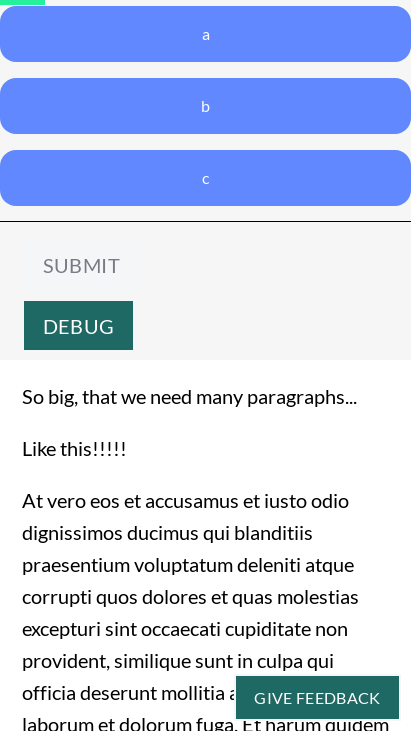 a
b
c
SUBMIT
DEBUG
So big, that we need many paragraphs...
Like this!!!!!
At vero eos et accusamus et iusto odio
dignissimos ducimus qui blanditiis
praesentium voluptatum deleniti atque
corrupti quos dolores et quas molestias
excepturi sint occaecati cupiditate non
provident, similique sunt in culpa qui
officia deserunt mollitia
GIVE FEEDBACK
laborum et dolorum fuga. Et harum quidem